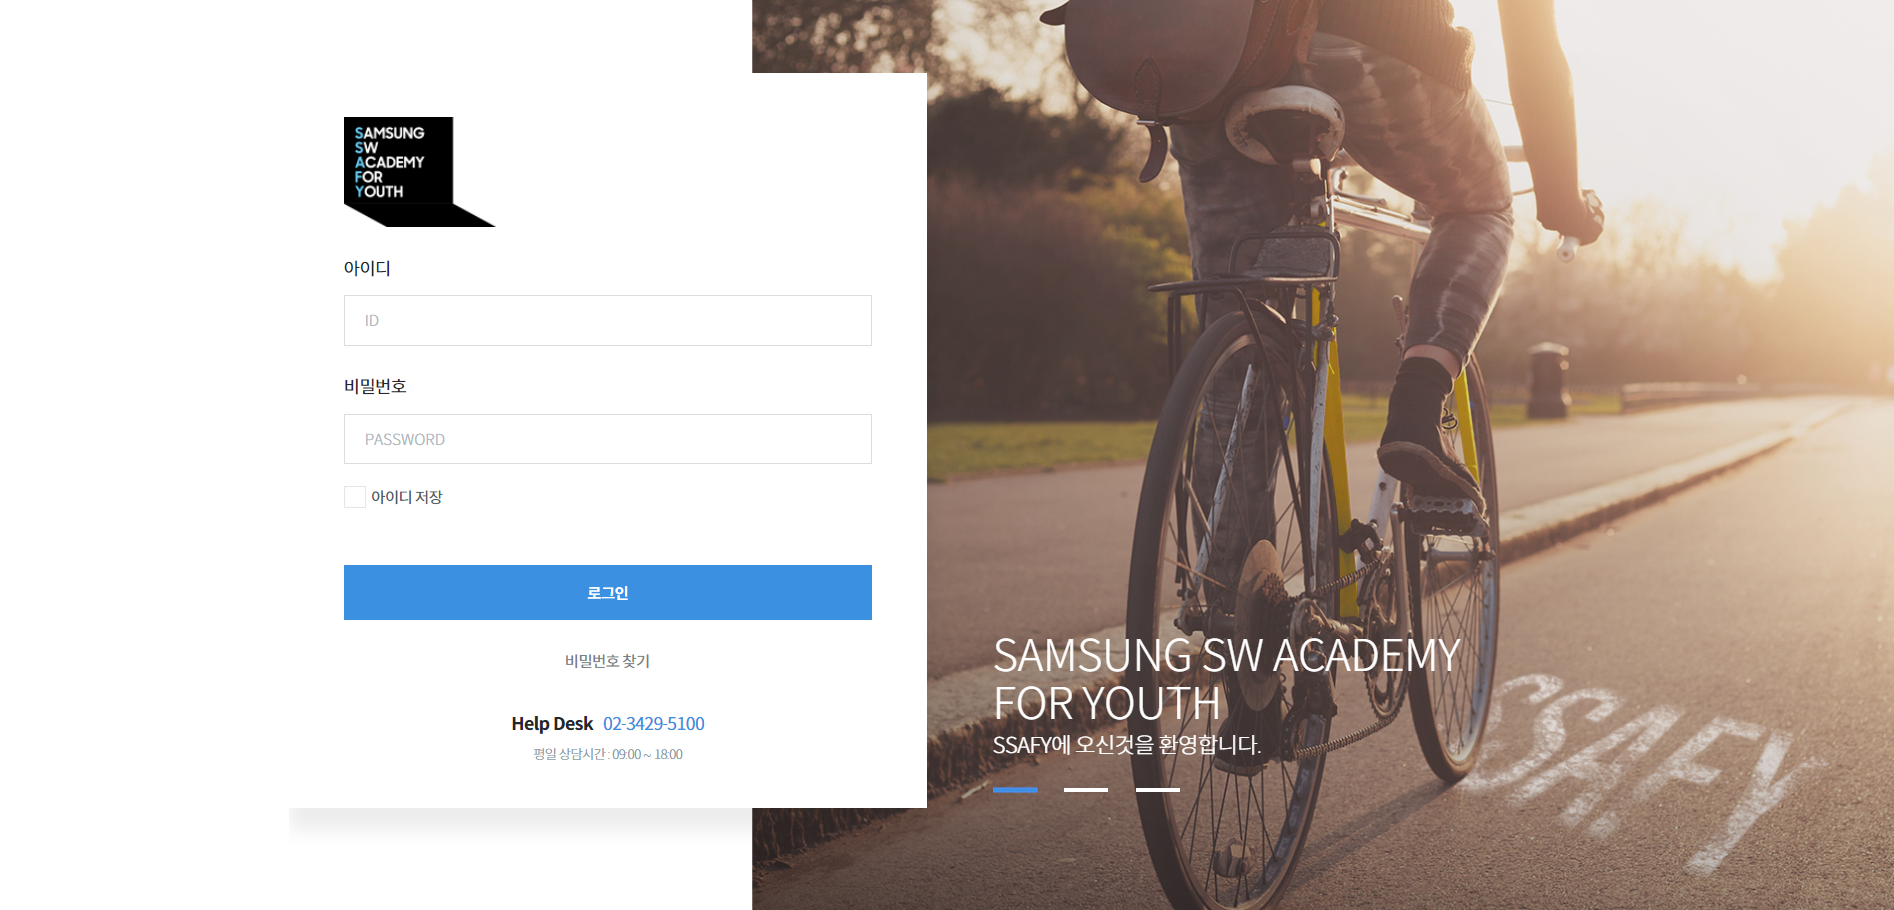 SAMSUNG
SW
ACADEMY
FOR
YOUTH
아이디
ID
비밀번호
PASSWORD
아이디 저장
로그인
비밀번호 찾기
Help Desk 02-3429-5100
평일 상담시간 : 09:00 ~ 18:00
SAMSUNG SW ACADEMY
FOR YOUTH
SSAFY에 오신것을 환영합니다.
SSAFY